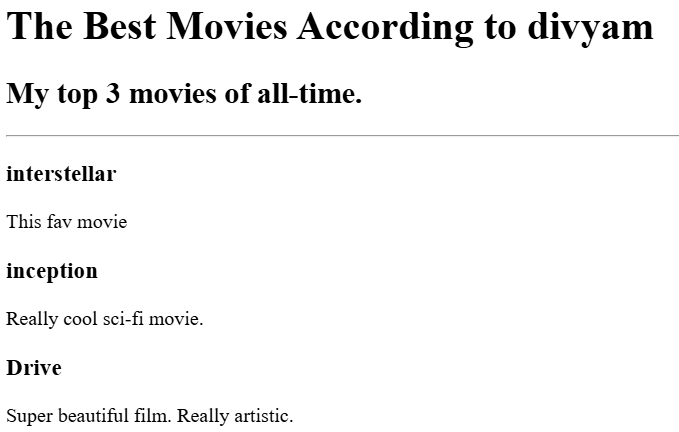 The Best Movies According to divyam
My top 3 movies of all-time.
interstellar
This fav movie
inception
Really cool sci-fi movie.
Drive
Super beautiful film. Really artistic.